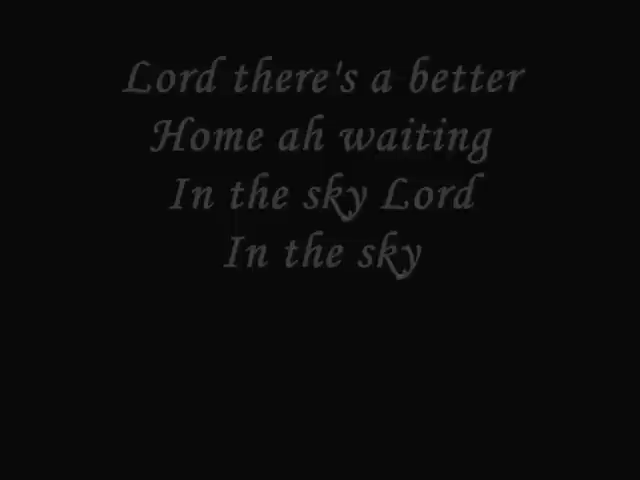 Lord there's a better
Home ah waiting
In the sky Lord
In the sky